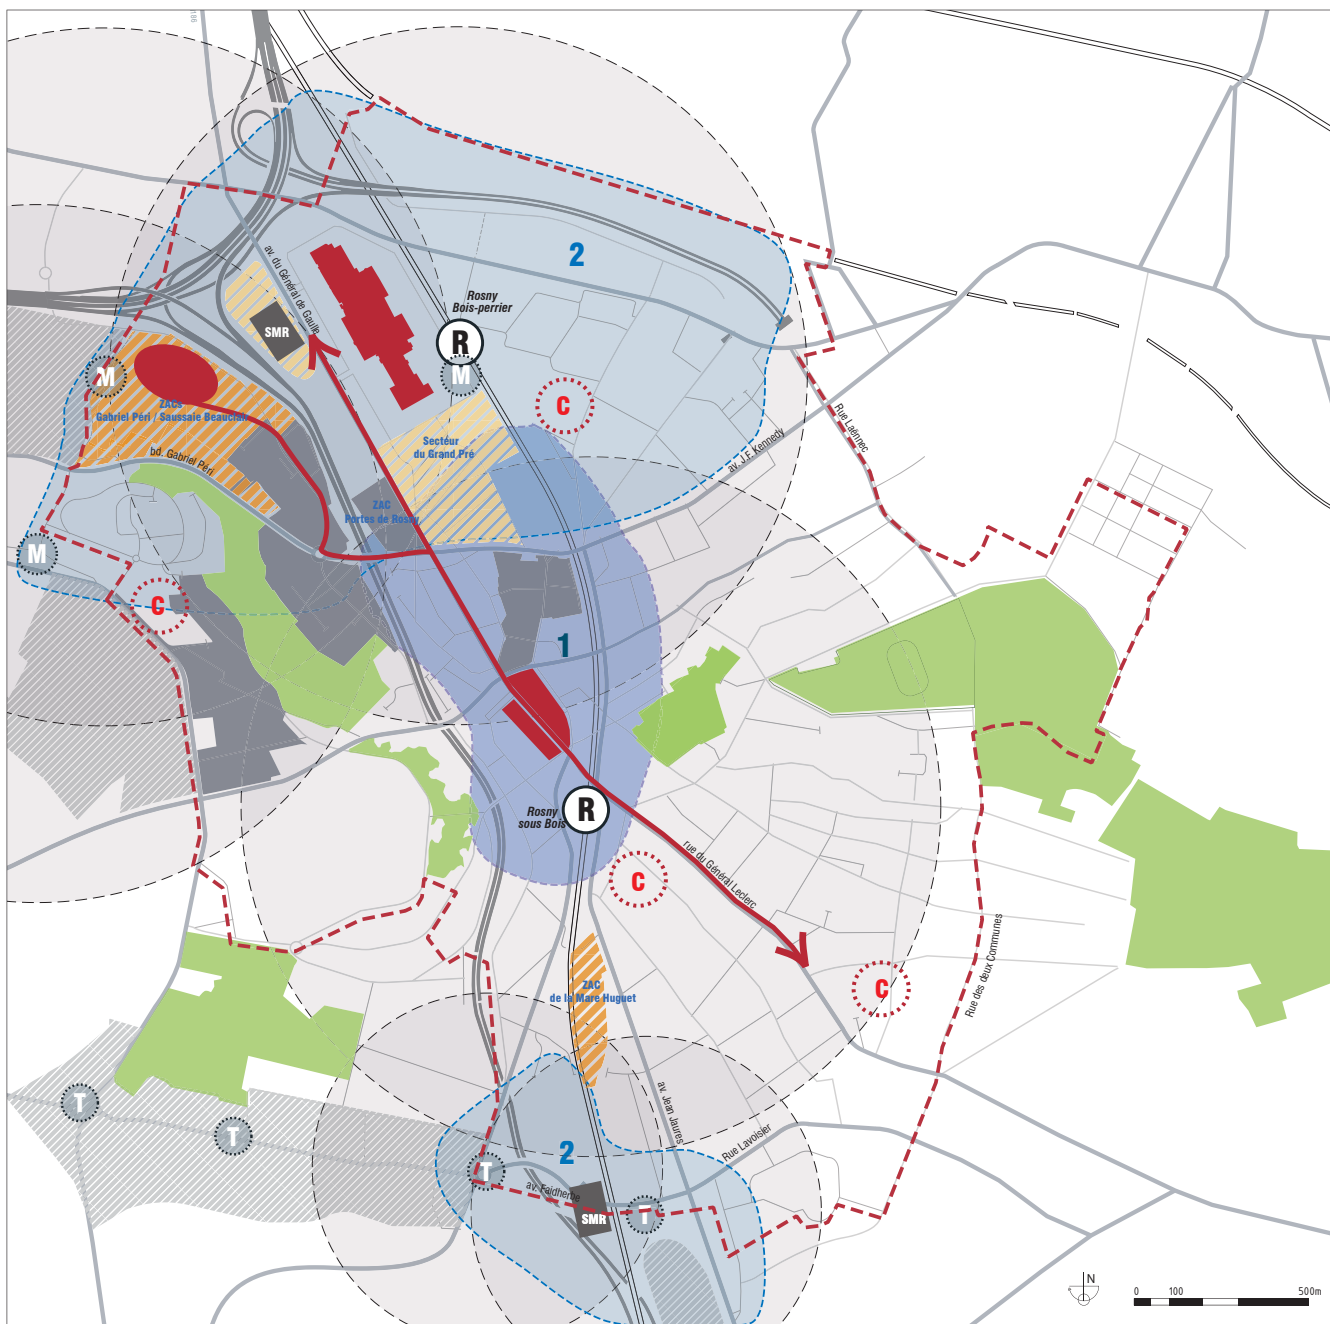 186
av. du Général de Gaulle
2
Rosny
Bois-perrier
R
M
SMR
M
C
ZACs
Gabriel Péri / Saussaie Beauclair
bd. Gabriel Péri
Rue Laënnec
av. J.F. Kennedy
Sectéur
du Grand Pré
ZAC
Portes de Rosny
M
C
1
Rosny
sous Bois
R
rue du Général Leclerc
C
C
Rue des deux Communes
ZAC
de la Mare Huguet
T
T
av. Jean Jaures
Rue Lavoisier
2
T
av. Faidherbe
SMR
T
N
0 100 500m